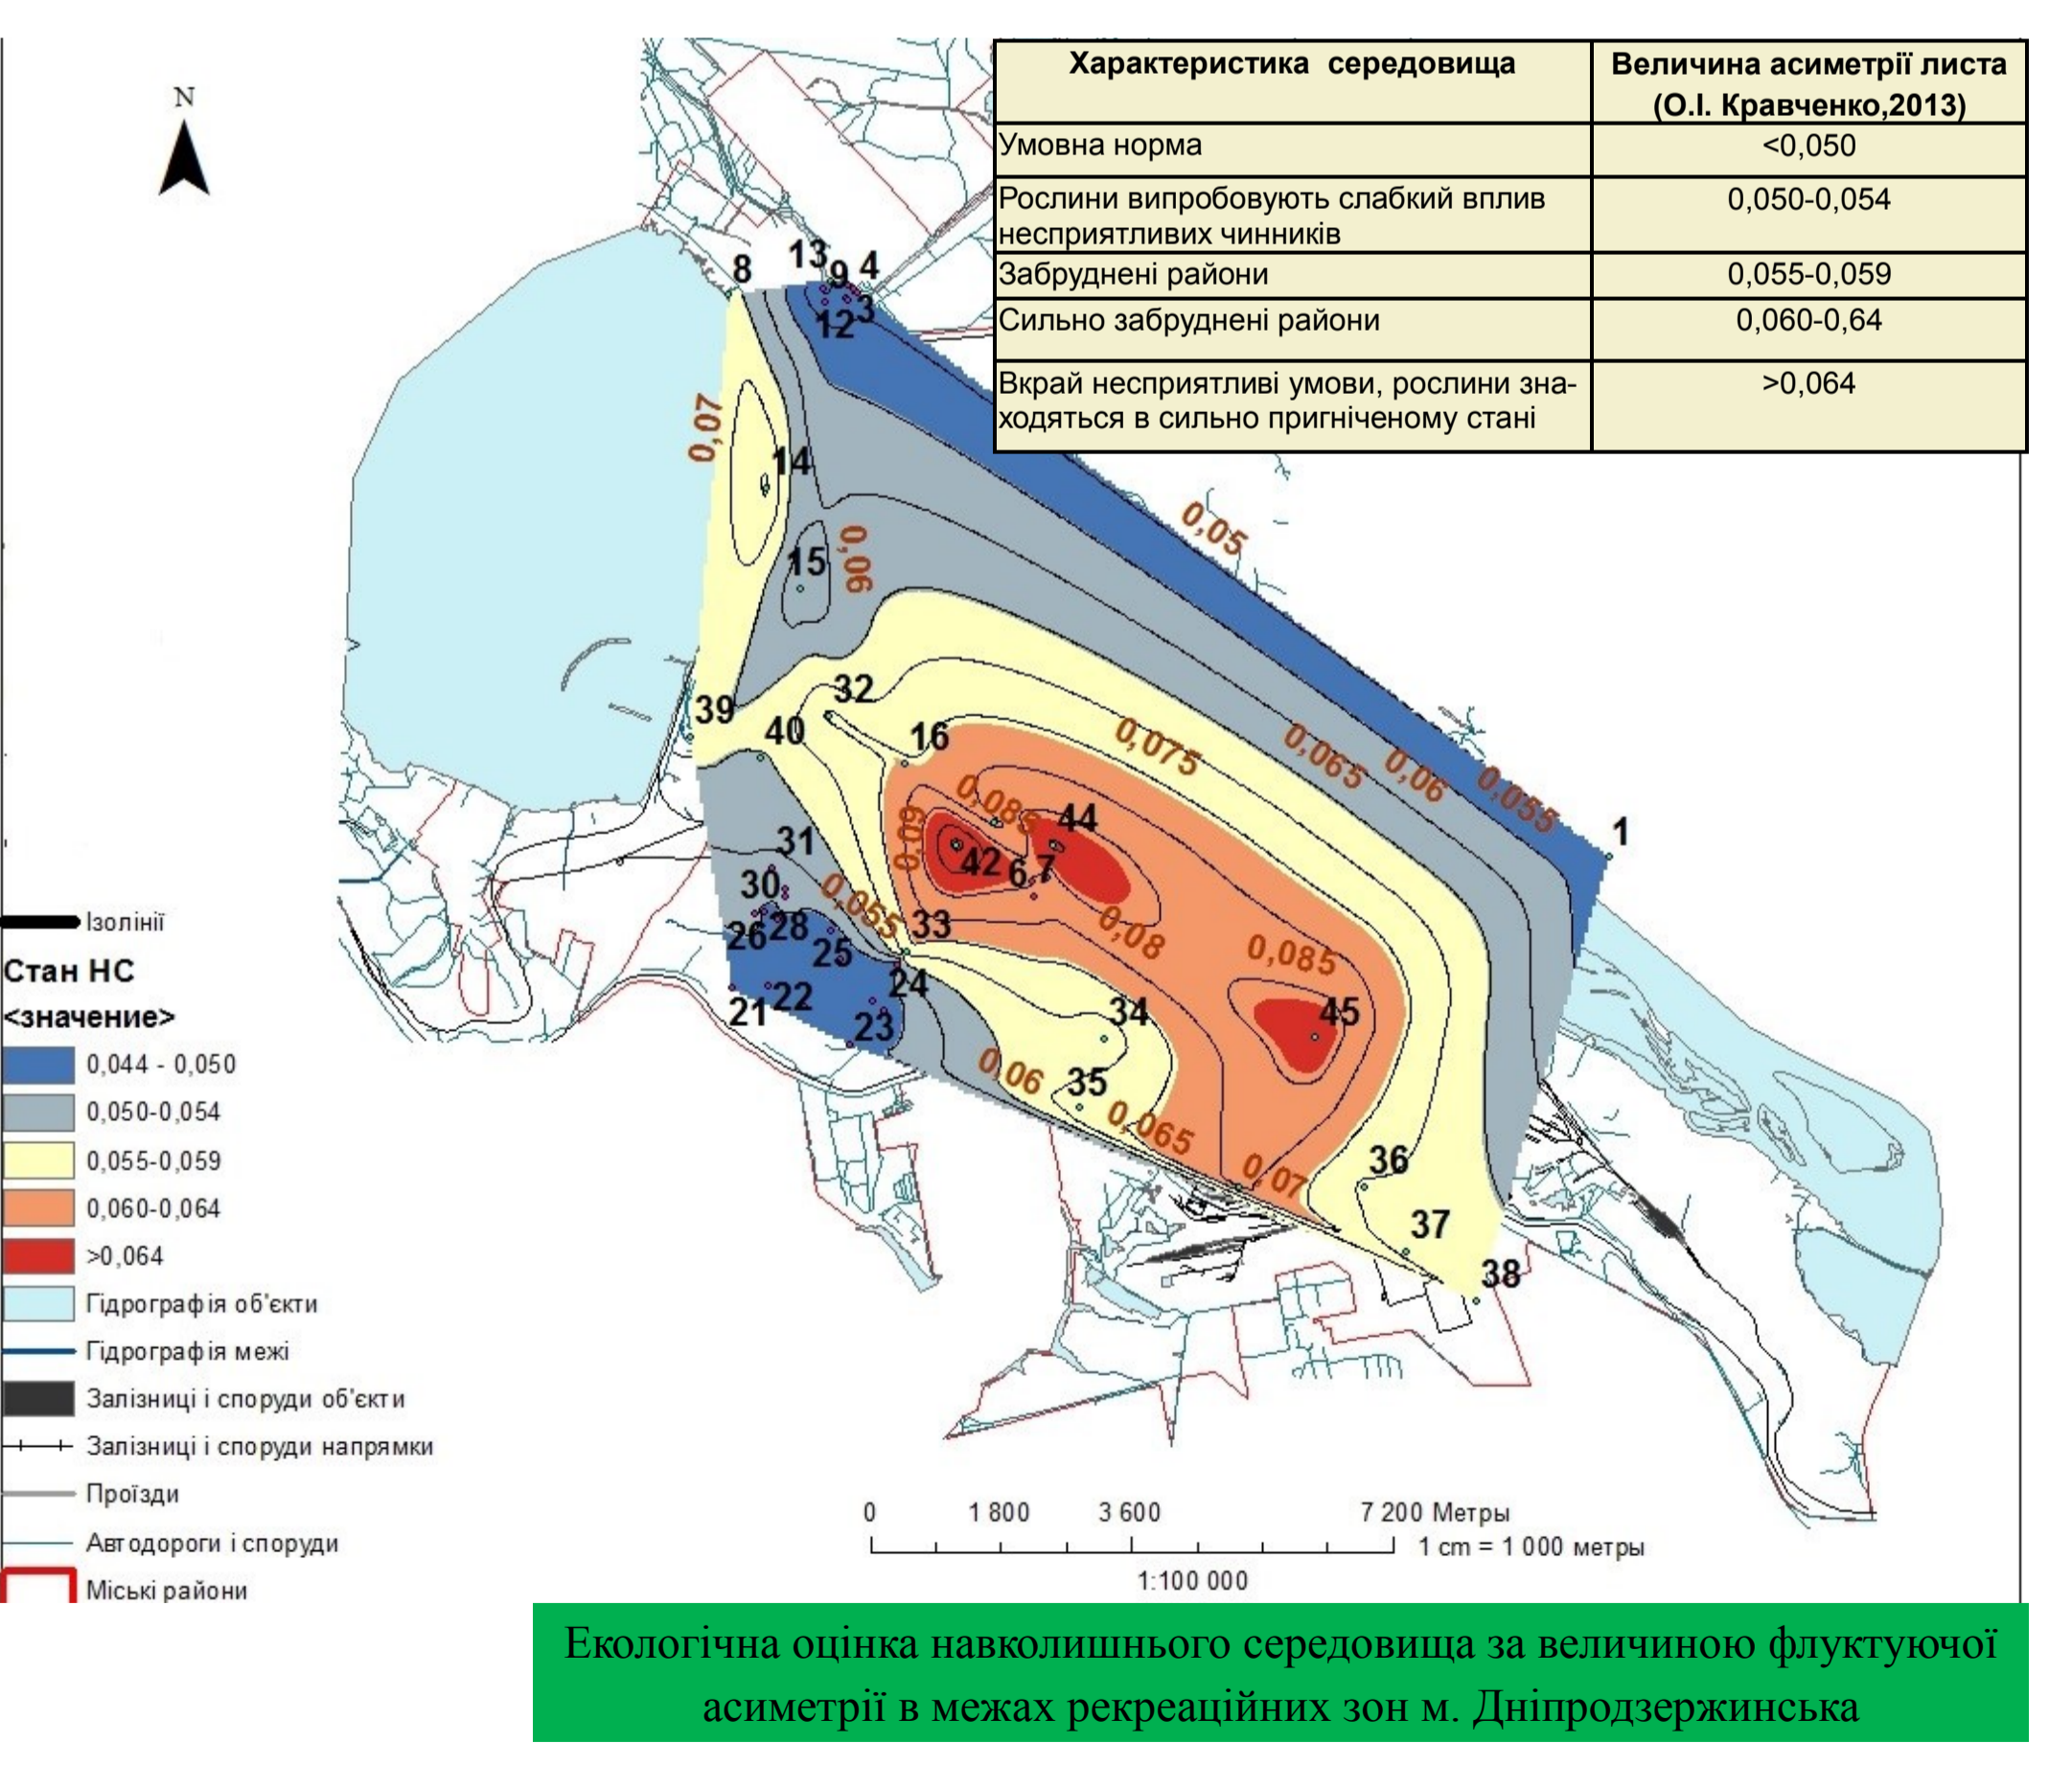 Характеристика середовища
Величина асиметрії листа
(О.І. Кравченко,2013)
Умовна норма
<0,050
Рослини випробовують слабкий вплив
несприятливих чинників
0,050-0,054
Забруднені райони
0,055-0,059
Сильно забруднені райони
0,060-0,64
Вкрай несприятливі умови, рослини зна-
ходяться в сильно пригніченому стані
>0,064
N
8
13
9
4
3
12
0,07
14
0,05
15
0,06
32
39
40
16
0,075
0,065
0,06
0,055
1
0,085
44
0,09
42
6
7
31
30
0,055
33
26
28
25
0,08
0,085
24
21
22
23
34
45
0,06
35
0,065
0,07
36
37
38
Ізолінії
Стан НС
<значение>
0,044 - 0,050
0,050-0,054
0,055-0,059
0,060-0,064
>0,064
Гідрографія об'єкти
Гідрографія межі
Залізниці і споруди об'єкти
Залізниці і споруди напрямки
Проїзди
Автодороги і споруди
Міські райони
0 1 800 3 600 7 200 Метры
1 cm = 1 000 метры
1:100 000
Екологічна оцінка навколишнього середовища за величиною флуктуючої
асиметрії в межах рекреаційних зон м. Дніпродзержинська